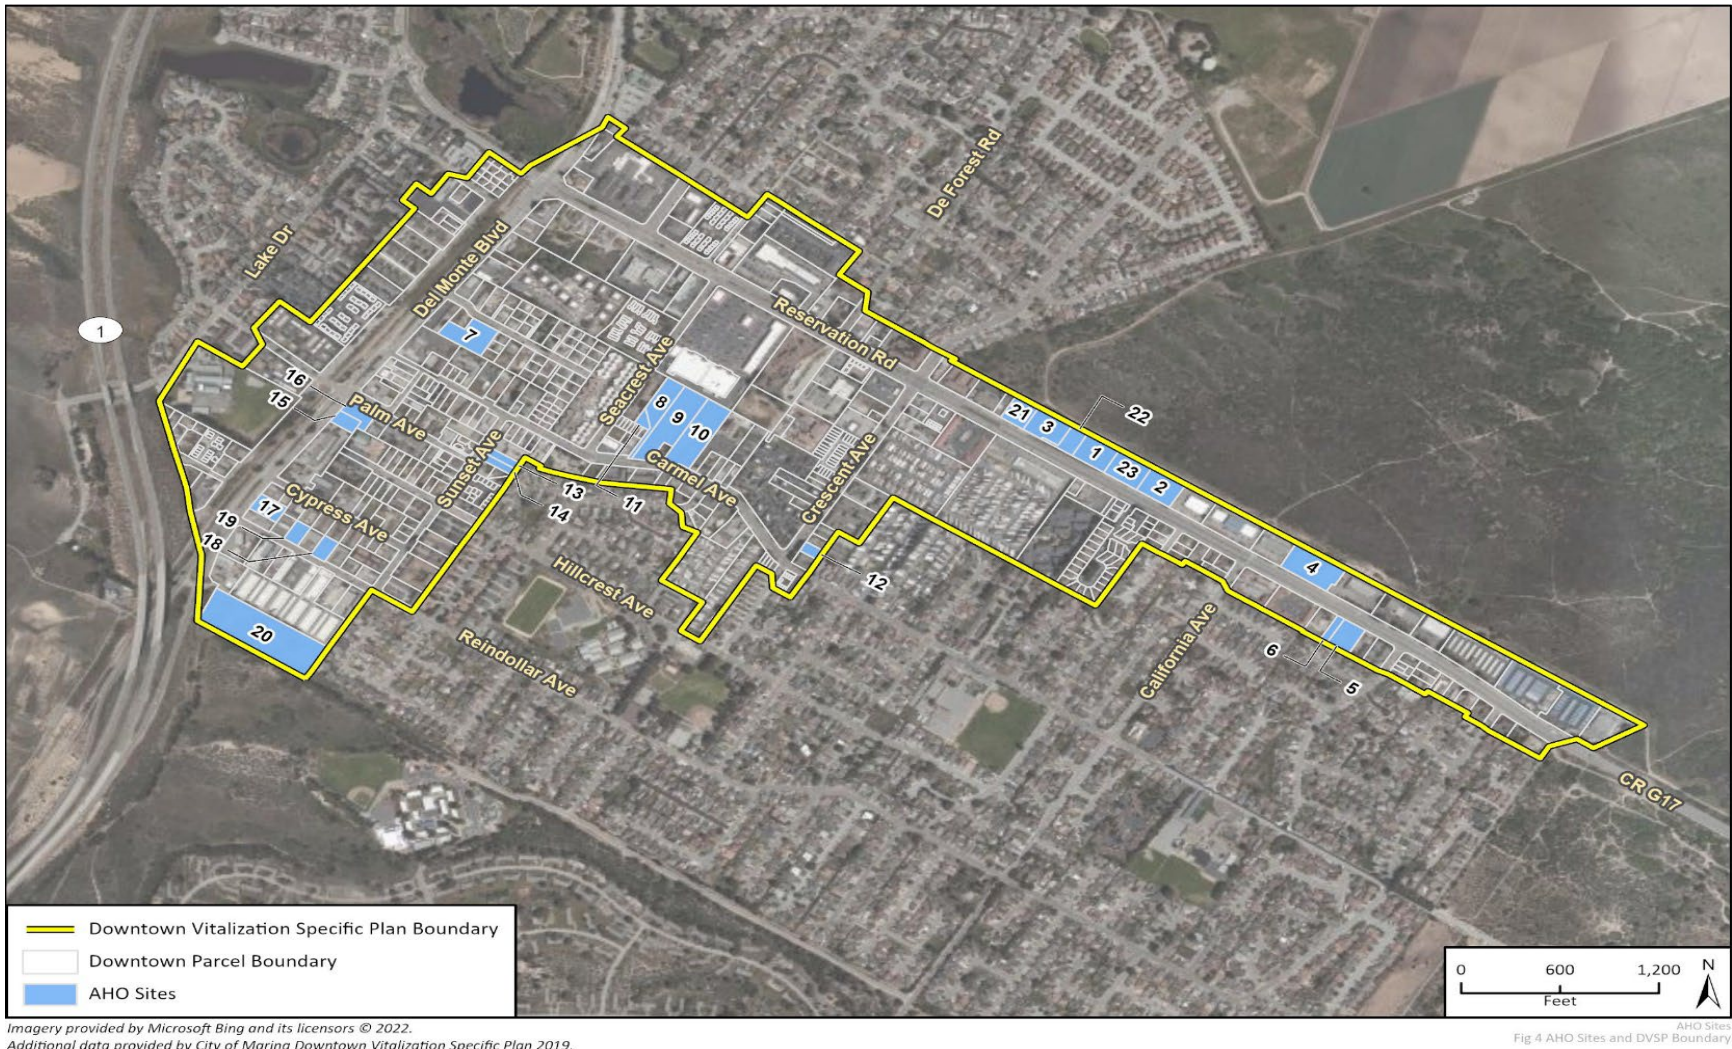 De Forest Rd
Lake Dr
Del Monte Blvd
1
Reservation Rd
7
Seacrest Ave
16
15
Palm Ave
8
9
10
21
3
22
1
23
2
Sunset Ave
Carmel Ave
Crescent Ave
13
14
11
17
Cypress Ave
19
18
12
4
Hillcrest Ave
20
Reindollar Ave
6
5
California Ave
CR G17
Downtown Vitalization Specific Plan Boundary
Downtown Parcel Boundary
AHO Sites
0 600 1,200
Feet
N
Imagery provided by Microsoft Bing and its licensors © 2022.
Additional data provided by City of Marina Downtown Vitalization Specific Plan 2019.
AHO Sites
Fig 4 AHO Sites and DVSP Boundary